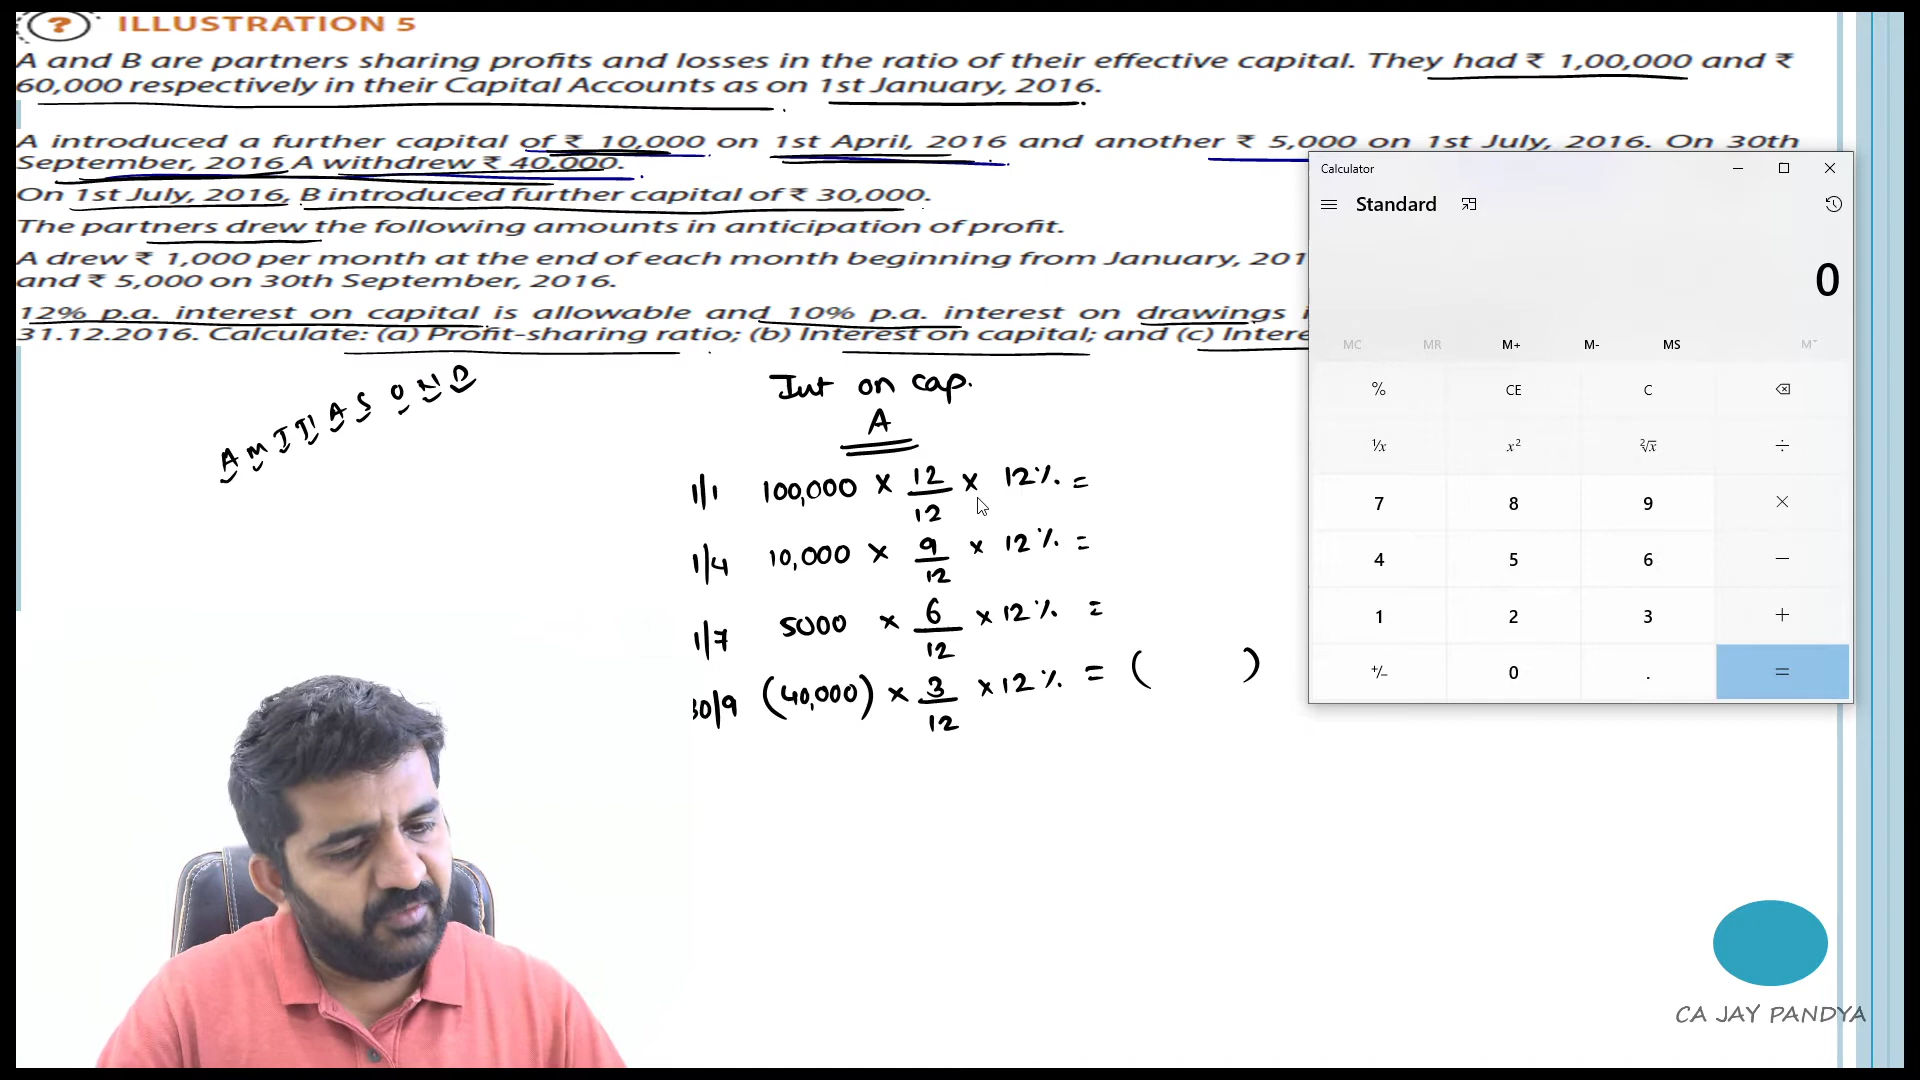 ILLUSTRATION 5
A and B are partners sharing profits and losses in the ratio of their effective capital. They had ₹ 1,00,000 and ₹
60,000 respectively in their Capital Accounts as on 1st January, 2016.
A introduced a further capital of ₹ 10,000 on 1st April, 2016 and another ₹ 5,000 on 1st July, 2016. On 30th
September, 2016 A withdrew ₹ 40,000.
On 1st July, 2016, B introduced further capital of ₹ 30,000.
The partners drew the following amounts in anticipation of profit.
A drew ₹ 1,000 per month at the end of each month beginning from January, 201
and ₹ 5,000 on 30th September, 2016.
12% p.a. interest on capital is allowable and 10% p.a. interest on drawings i
31.12.2016. Calculate: (a) Profit-sharing ratio; (b) Interest on capital; and (c) Intere
A M J J A S O N D
Int on cap.
A
1/1 100,000 × 12/12 × 12% =
1/4 10,000 × 9/12 × 12% =
1/7 5000 × 6/12 × 12% =
30/9 (40,000) × 3/12 × 12% = ( )
Calculator
Standard
0
MC MR M+ M- MS M˅
% CE C
¹/x x² ²√x ÷
7 8 9 ×
4 5 6 −
1 2 3 +
+/− 0 . =
CA JAY PANDYA